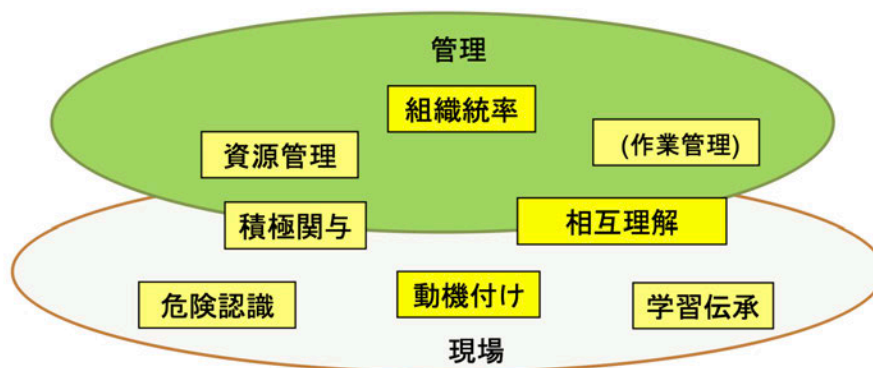 管理
組織統率
(作業管理)
資源管理
積極関与
相互理解
危険認識
動機付け
学習伝承
現場